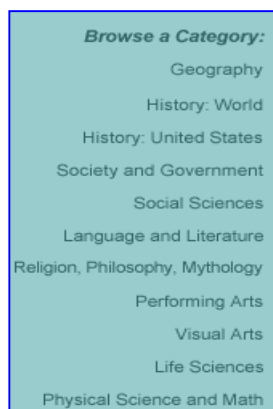 Browse a Category:
Geography
History: World
History: United States
Society and Government
Social Sciences
Language and Literature
Religion, Philosophy, Mythology
Performing Arts
Visual Arts
Life Sciences
Physical Science and Math